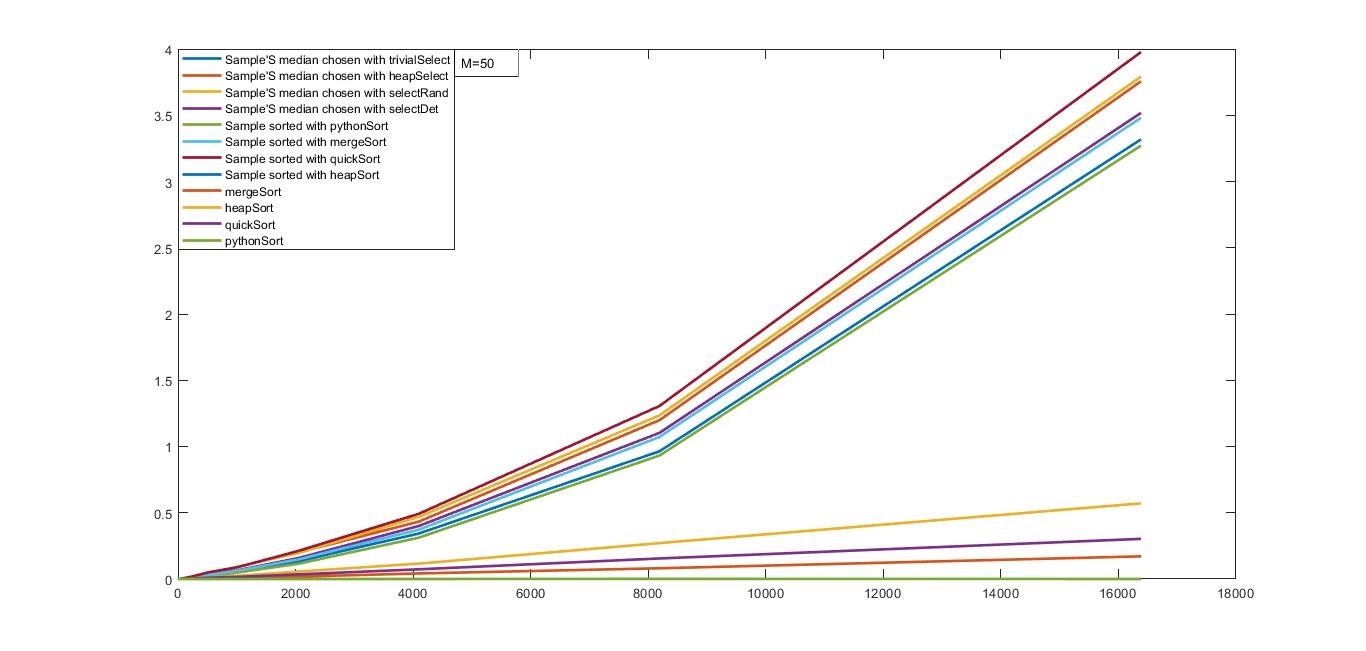 4
3.5
3
2.5
2
1.5
1
0.5
0
Sample'S median chosen with trivialSelect
Sample'S median chosen with heapSelect
Sample'S median chosen with selectRand
Sample'S median chosen with selectDet
Sample sorted with pythonSort
Sample sorted with mergeSort
Sample sorted with quickSort
Sample sorted with heapSort
mergeSort
heapSort
quickSort
pythonSort
M=50
0 2000 4000 6000 8000 10000 12000 14000 16000 18000